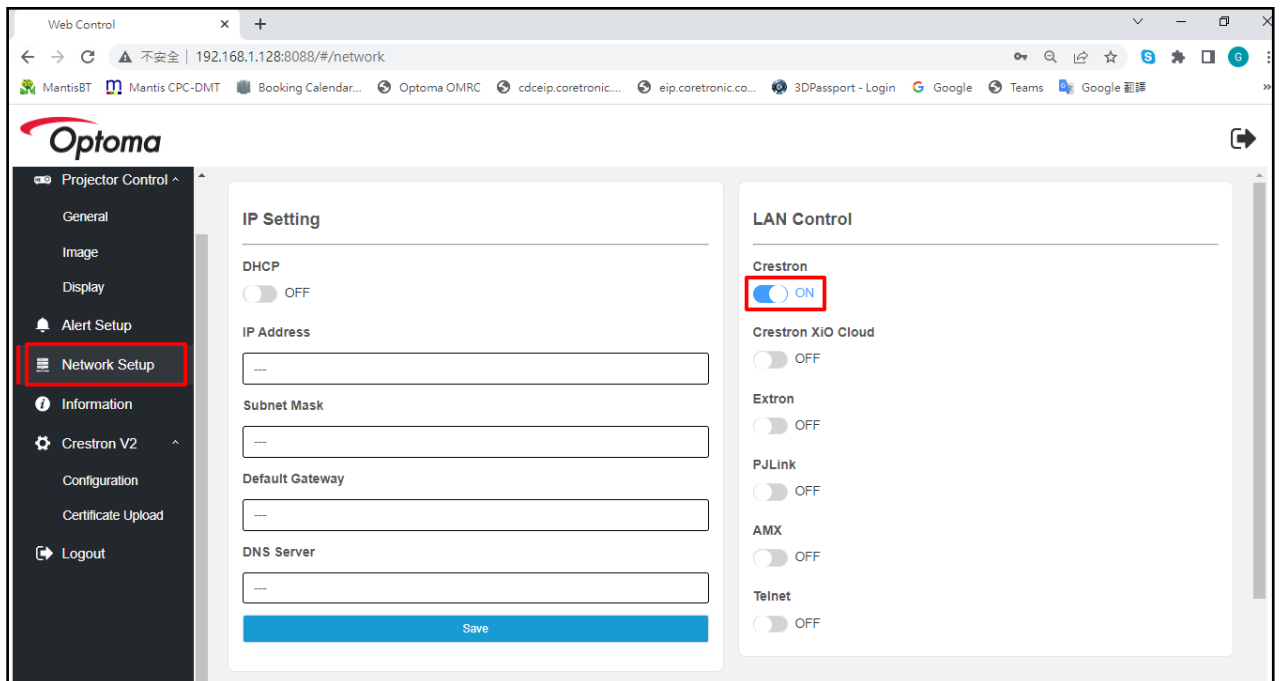 Web Control
不安全 | 192.168.1.128:8088/#/network
MantisBT Mantis CPC-DMT Booking Calendar... Optoma OMRC cdceip.coretronic.... eip.coretronic.co... 3DPassport - Login Google Teams Google 翻譯 »
Optoma
Projector Control
General
Image
Display
Alert Setup
Network Setup
Information
Crestron V2
Configuration
Certificate Upload
Logout
IP Setting
DHCP
OFF
IP Address
---
Subnet Mask
---
Default Gateway
---
DNS Server
---
Save
LAN Control
Crestron
ON
Crestron XiO Cloud
OFF
Extron
OFF
PJLink
OFF
AMX
OFF
Telnet
OFF